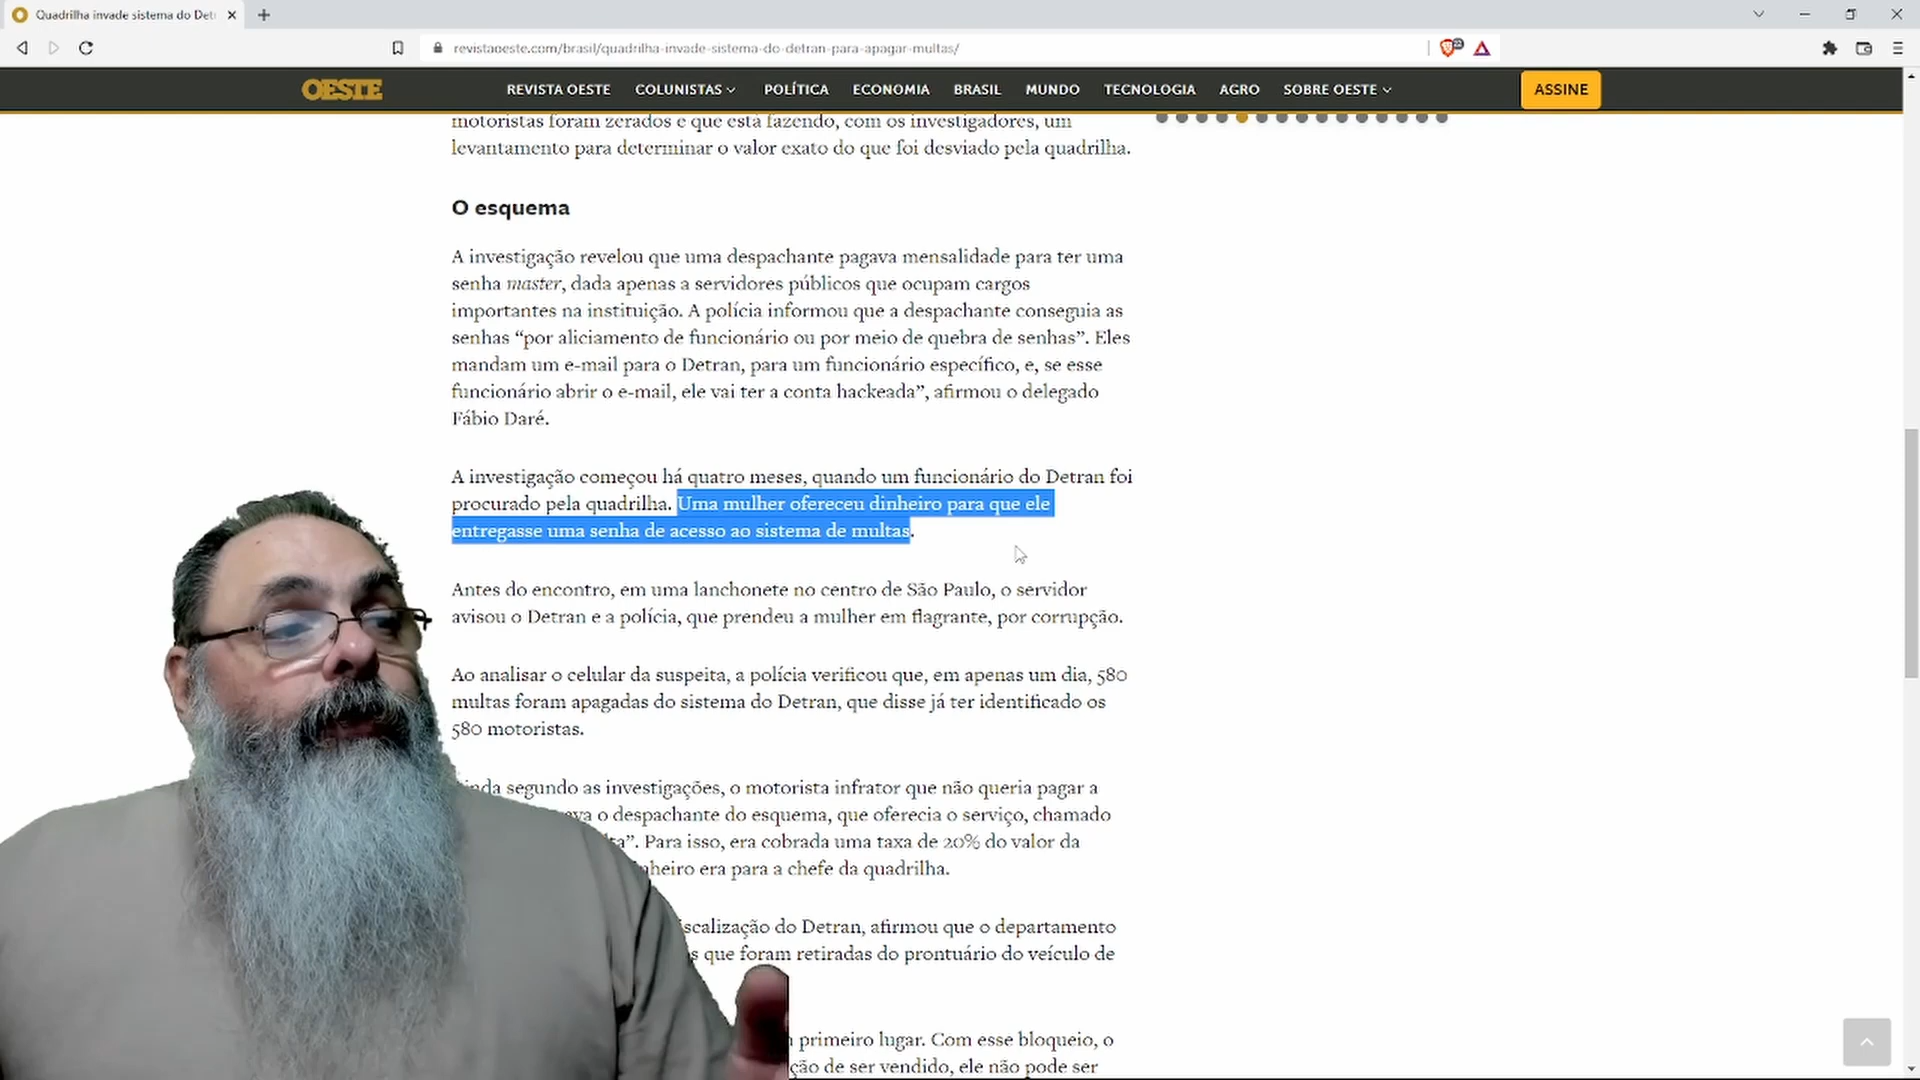 Quadrilha invade sistema do Det
revistaoeste.com/brasil/quadrilha-invade-sistema-do-detran-para-apagar-multas/
OESTE
REVISTA OESTE
COLUNISTAS
POLÍTICA
ECONOMIA
BRASIL
MUNDO
TECNOLOGIA
AGRO
SOBRE OESTE
ASSINE
motoristas foram zerados e que está fazendo, com os investigadores, um
levantamento para determinar o valor exato do que foi desviado pela quadrilha.
O esquema
A investigação revelou que uma despachante pagava mensalidade para ter uma
senha master, dada apenas a servidores públicos que ocupam cargos
importantes na instituição. A polícia informou que a despachante conseguia as
senhas “por aliciamento de funcionário ou por meio de quebra de senhas”. Eles
mandam um e-mail para o Detran, para um funcionário específico, e, se esse
funcionário abrir o e-mail, ele vai ter a conta hackeada”, afirmou o delegado
Fábio Daré.
A investigação começou há quatro meses, quando um funcionário do Detran foi
procurado pela quadrilha. Uma mulher ofereceu dinheiro para que ele
entregasse uma senha de acesso ao sistema de multas.
Antes do encontro, em uma lanchonete no centro de São Paulo, o servidor
avisou o Detran e a polícia, que prendeu a mulher em flagrante, por corrupção.
Ao analisar o celular da suspeita, a polícia verificou que, em apenas um dia, 580
multas foram apagadas do sistema do Detran, que disse já ter identificado os
580 motoristas.
segundo as investigações, o motorista infrator que não queria pagar a
o despachante do esquema, que oferecia o serviço, chamado
”. Para isso, era cobrada uma taxa de 20% do valor da
era para a chefe da quadrilha.
do Detran, afirmou que o departamento
que foram retiradas do prontuário do veículo de
primeiro lugar. Com esse bloqueio, o
de ser vendido, ele não pode ser